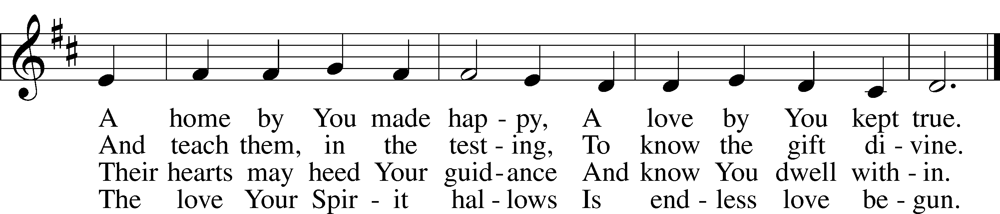 A home by You made hap - py, A love by You kept true.
And teach them, in the test - ing, To know the gift di - vine.
Their hearts may heed Your guid - ance And know You dwell with - in.
The love Your Spir - it hal - lows Is end - less love be - gun.